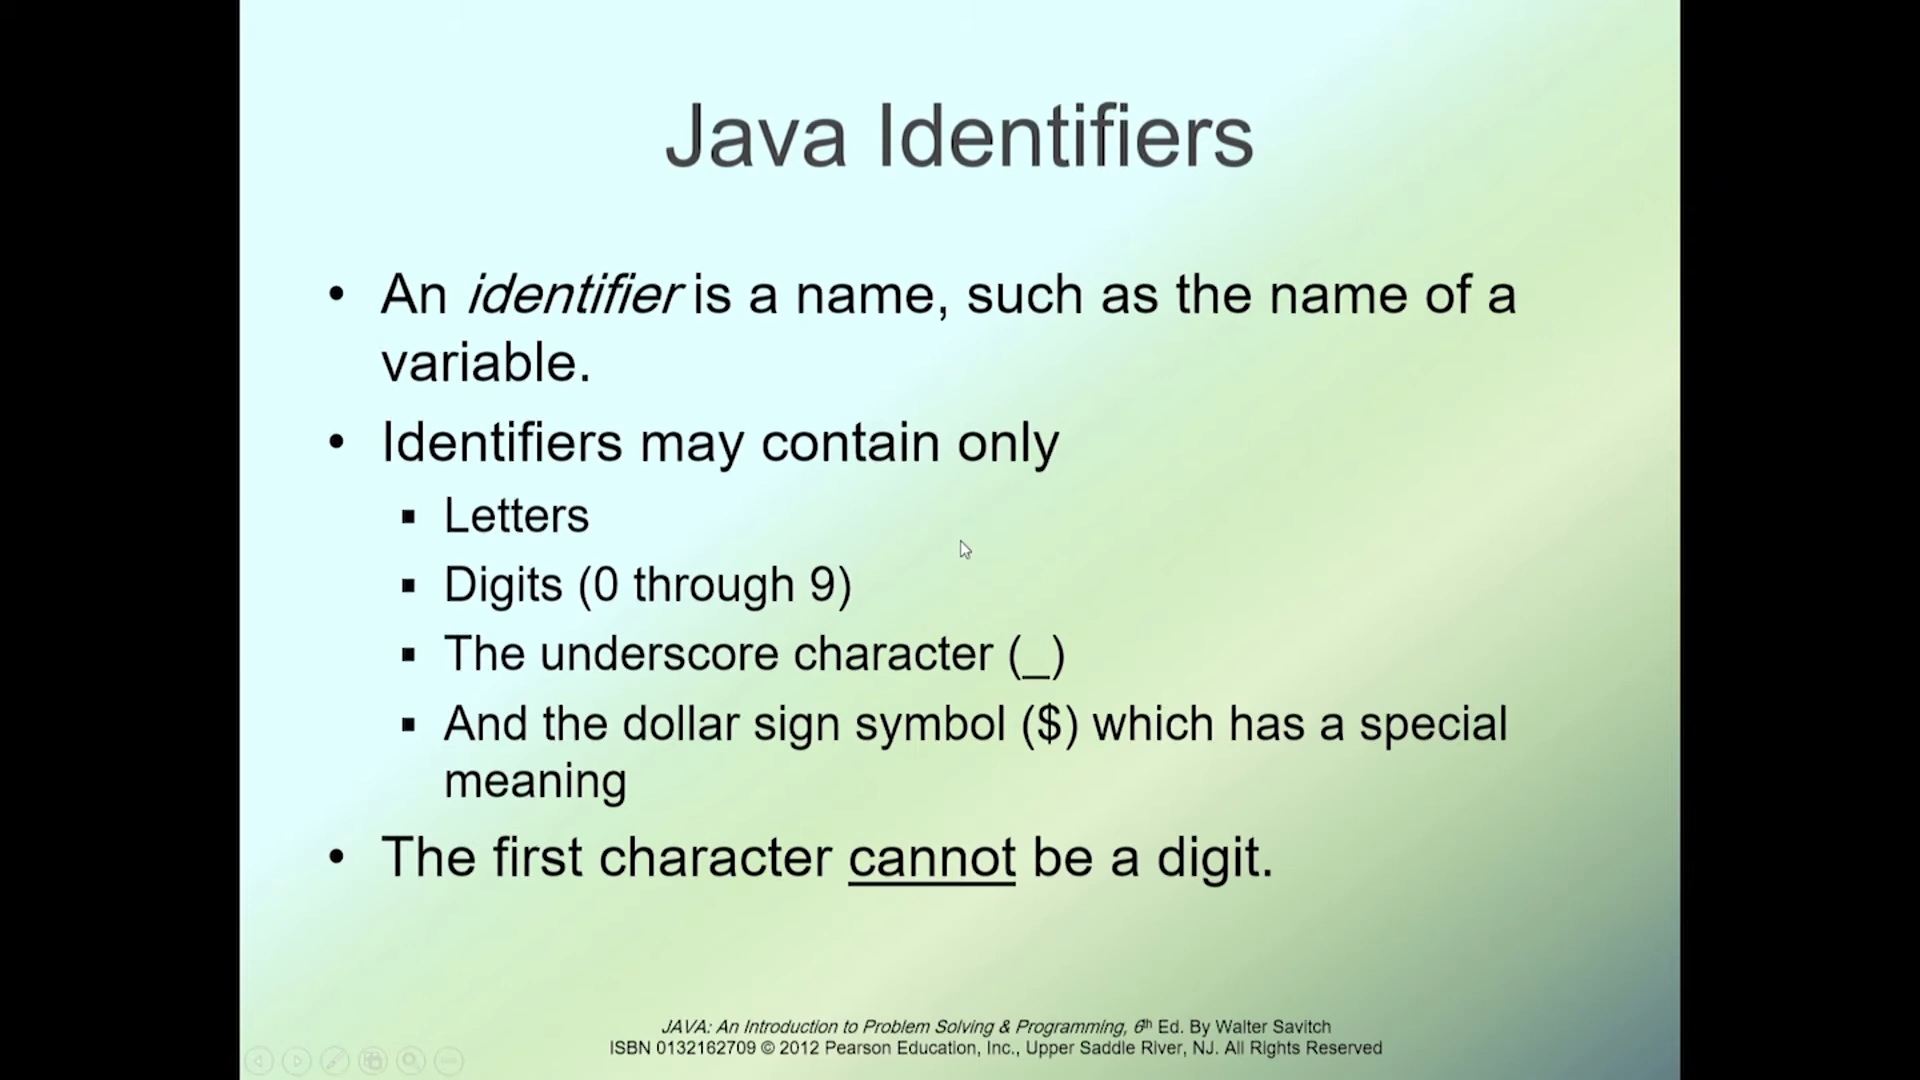 Java Identifiers
• An identifier is a name, such as the name of a
variable.
• Identifiers may contain only
▪ Letters
▪ Digits (0 through 9)
▪ The underscore character (_)
▪ And the dollar sign symbol ($) which has a special
meaning
• The first character cannot be a digit.
JAVA: An Introduction to Problem Solving & Programming, 6th Ed. By Walter Savitch
ISBN 0132162709 © 2012 Pearson Education, Inc., Upper Saddle River, NJ. All Rights Reserved